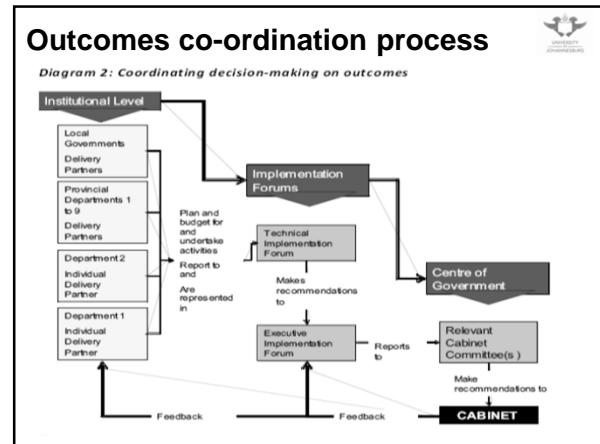 Outcomes co-ordination process
UNIVERSITY
OF
JOHANNESBURG
Diagram 2: Coordinating decision-making on outcomes
Institutional Level
Local
Governments
Delivery
Partners
Provincial
Departments 1
to 9
Delivery
Partners
Department 2
Individual
Delivery
Partner
Department 1
Individual
Delivery
Partner
Plan and
budget for
and
undertake
activities
Report to
and
Are
represented
in
Implementation
Forums
Technical
Implementation
Forum
Makes
recommendations
to
Executive
Implementation
Forum
Reports
to
Centre of
Government
Relevant
Cabinet
Committee(s )
Make
recommendations to
CABINET
Feedback
Feedback